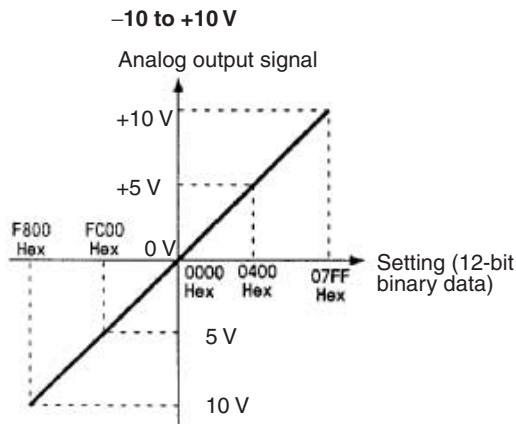 –10 to +10 V
Analog output signal
+10 V
+5 V
F800
Hex
FC00
Hex
0 V
0000
Hex
0400
Hex
07FF
Hex
Setting (12-bit
binary data)
5 V
10 V